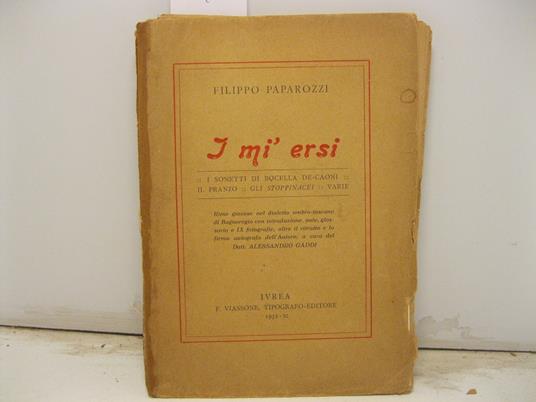 FILIPPO PAPAROZZI
I mi' ersi
:: I SONETTI DI BOCELLA DE-CAONI ::
IL PRANZO :: GLI STOPPINACEI :: VARIE
Rime giocose nel dialetto umbro-toscano
di Bagnoregio con introduzione, note, glos-
sario e IX fotografie, oltre il ritratto e la
firma autografa dell'Autore, a cura del
Dott. ALESSANDRO GADDI
IVREA
F. VIASSONE, TIPOGRAFO-EDITORE